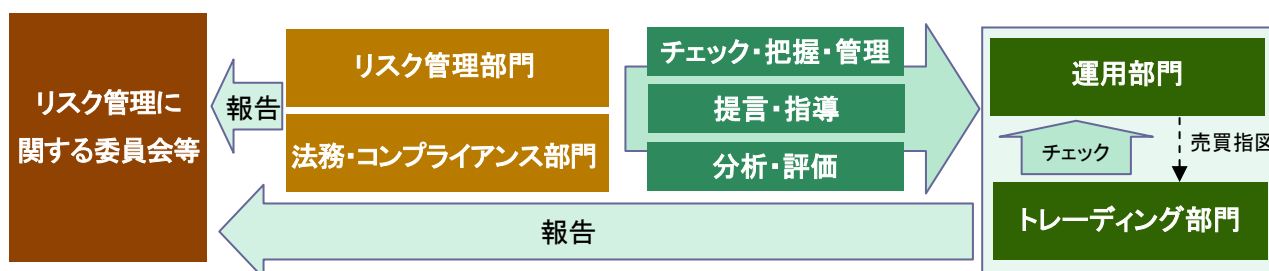 リスク管理に
関する委員会等
報告
リスク管理部門
法務・コンプライアンス部門
チェック・把握・管理
提言・指導
分析・評価
運用部門
チェック
売買指図
トレーディング部門
報告